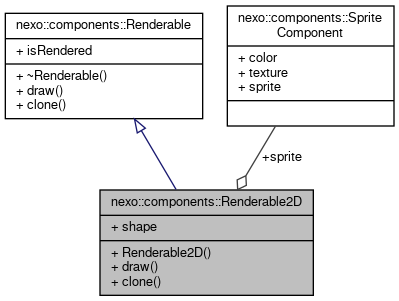 nexo::components::Renderable
+ isRendered
+ ~Renderable()
+ draw()
+ clone()
nexo::components::Sprite
Component
+ color
+ texture
+ sprite
+sprite
nexo::components::Renderable2D
+ shape
+ Renderable2D()
+ draw()
+ clone()